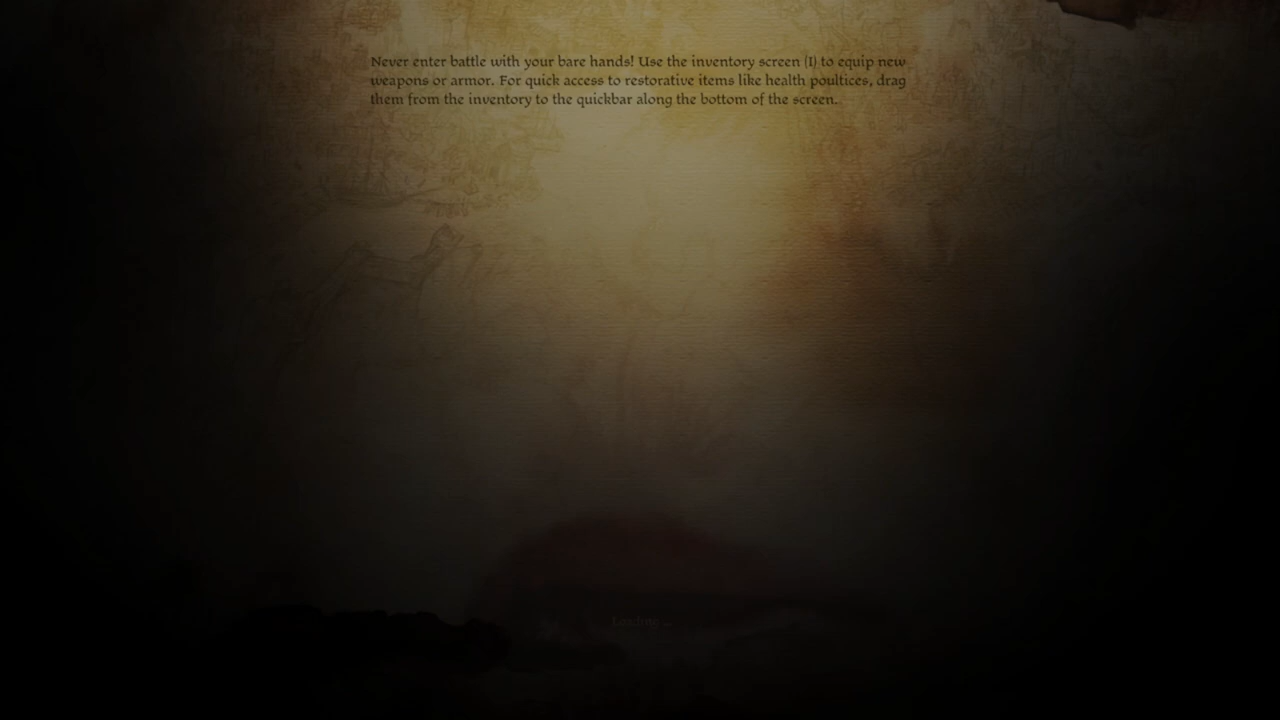 Never enter battle with your bare hands! Use the inventory screen (I) to equip new
weapons or armor. For quick access to restorative items like health poultices, drag
them from the inventory to the quickbar along the bottom of the screen.
Loading ...